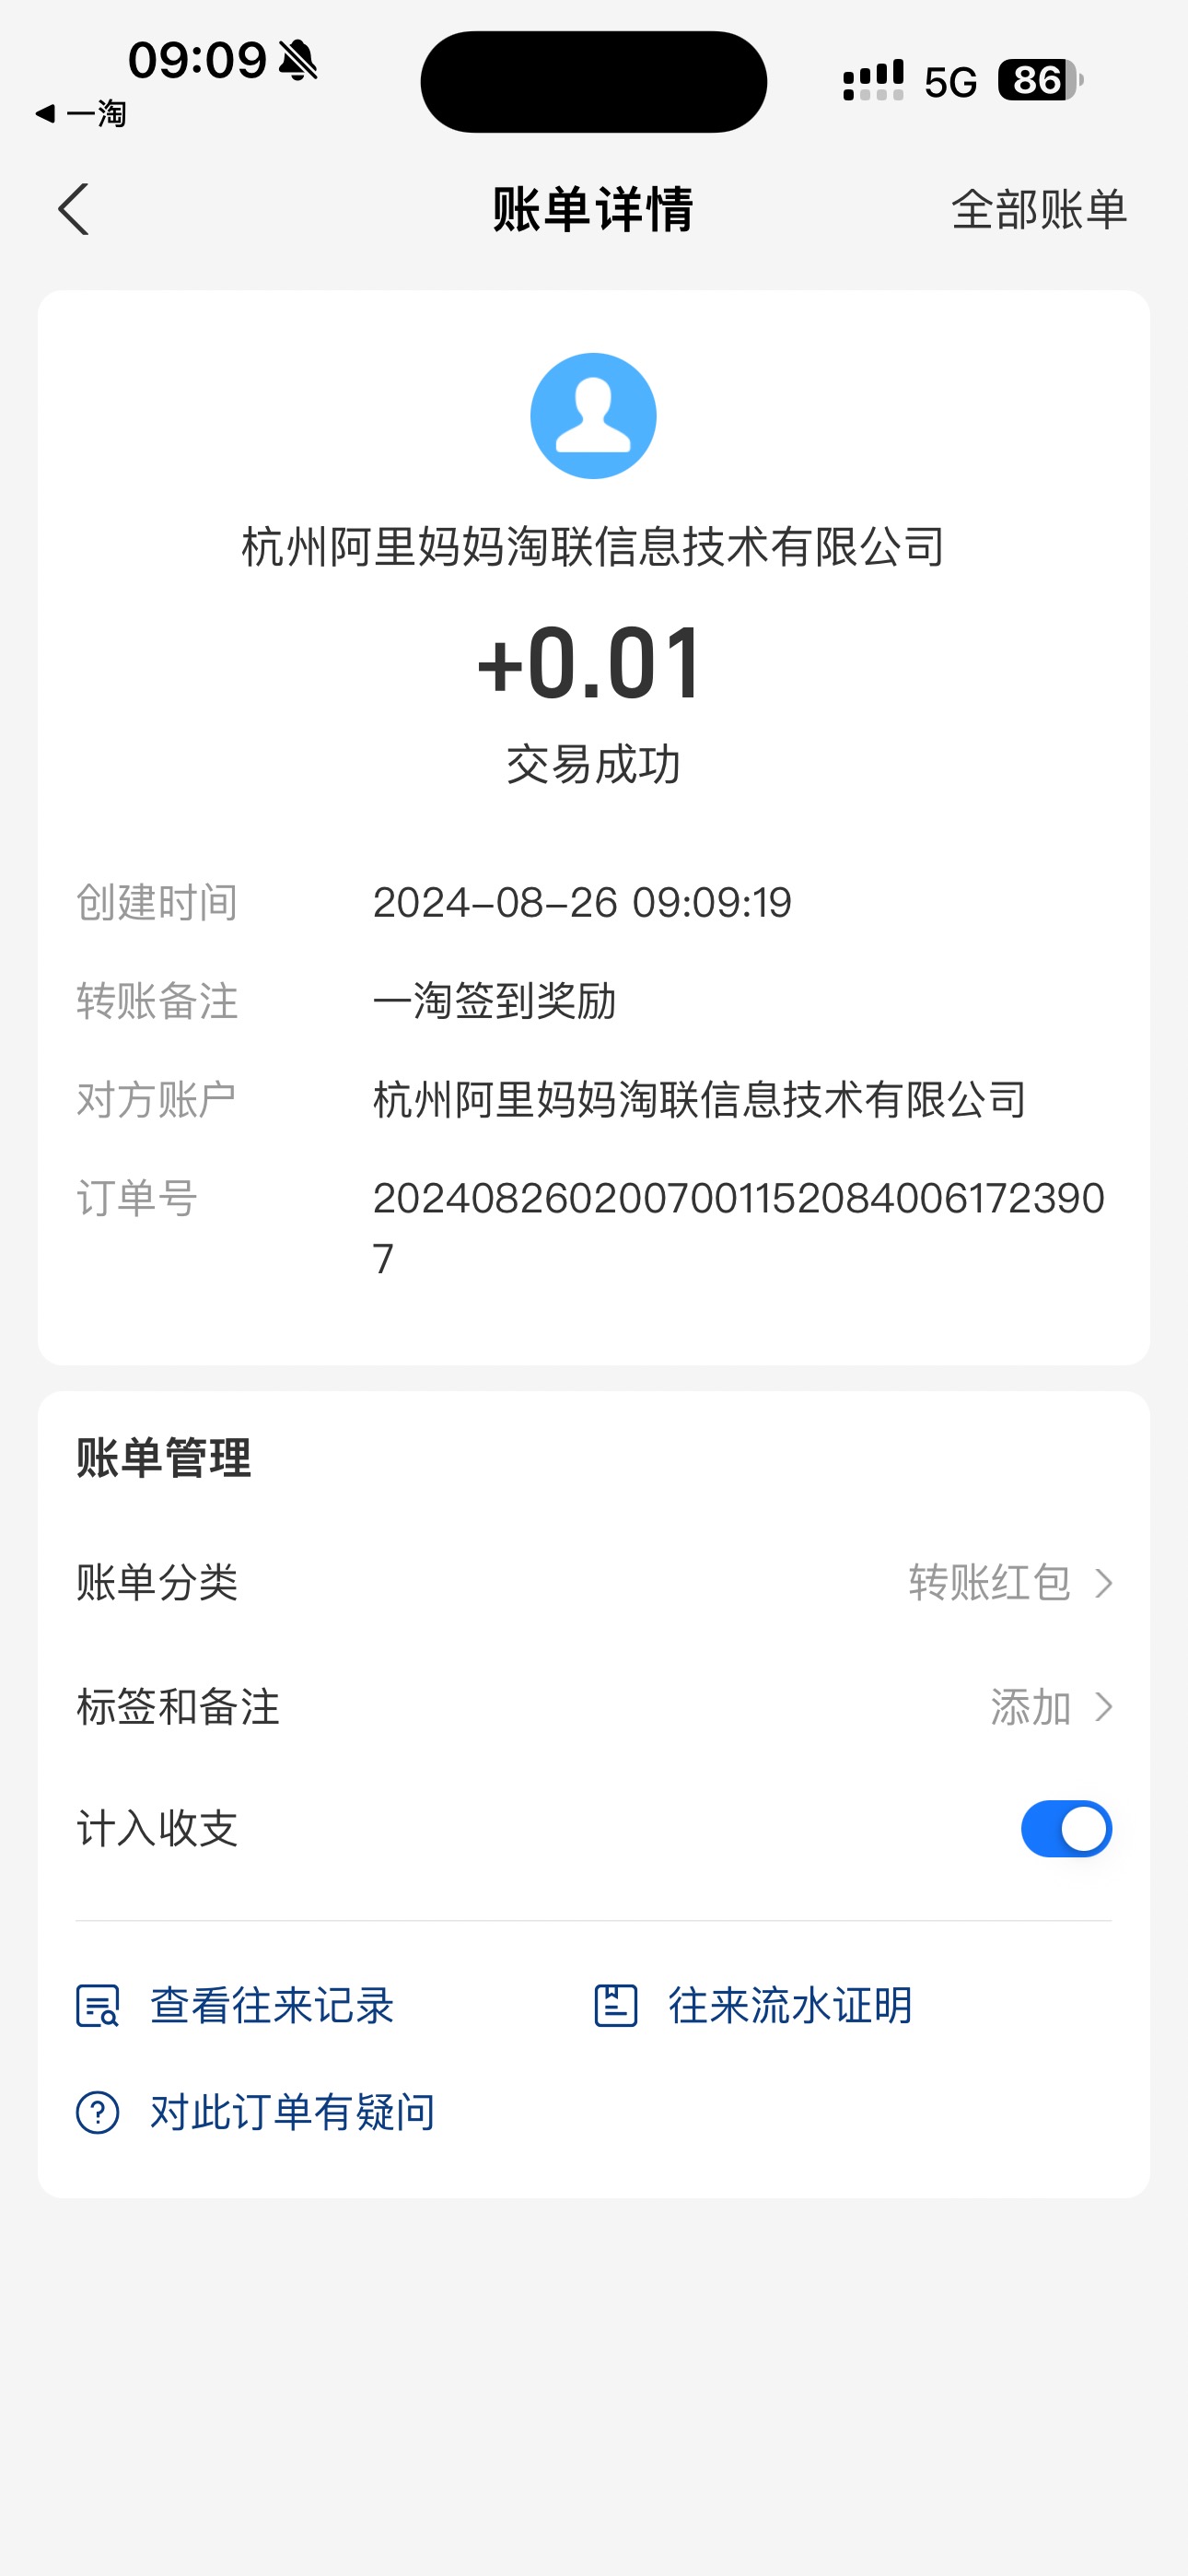 09:09
5G 86
一淘
账单详情
全部账单
杭州阿里妈妈淘联信息技术有限公司
+0.01
交易成功
创建时间 2024-08-26 09:09:19
转账备注 一淘签到奖励
对方账户 杭州阿里妈妈淘联信息技术有限公司
订单号 2024082602007001152084006172390
7
账单管理
账单分类 转账红包
标签和备注 添加
计入收支
查看往来记录 往来流水证明
对此订单有疑问